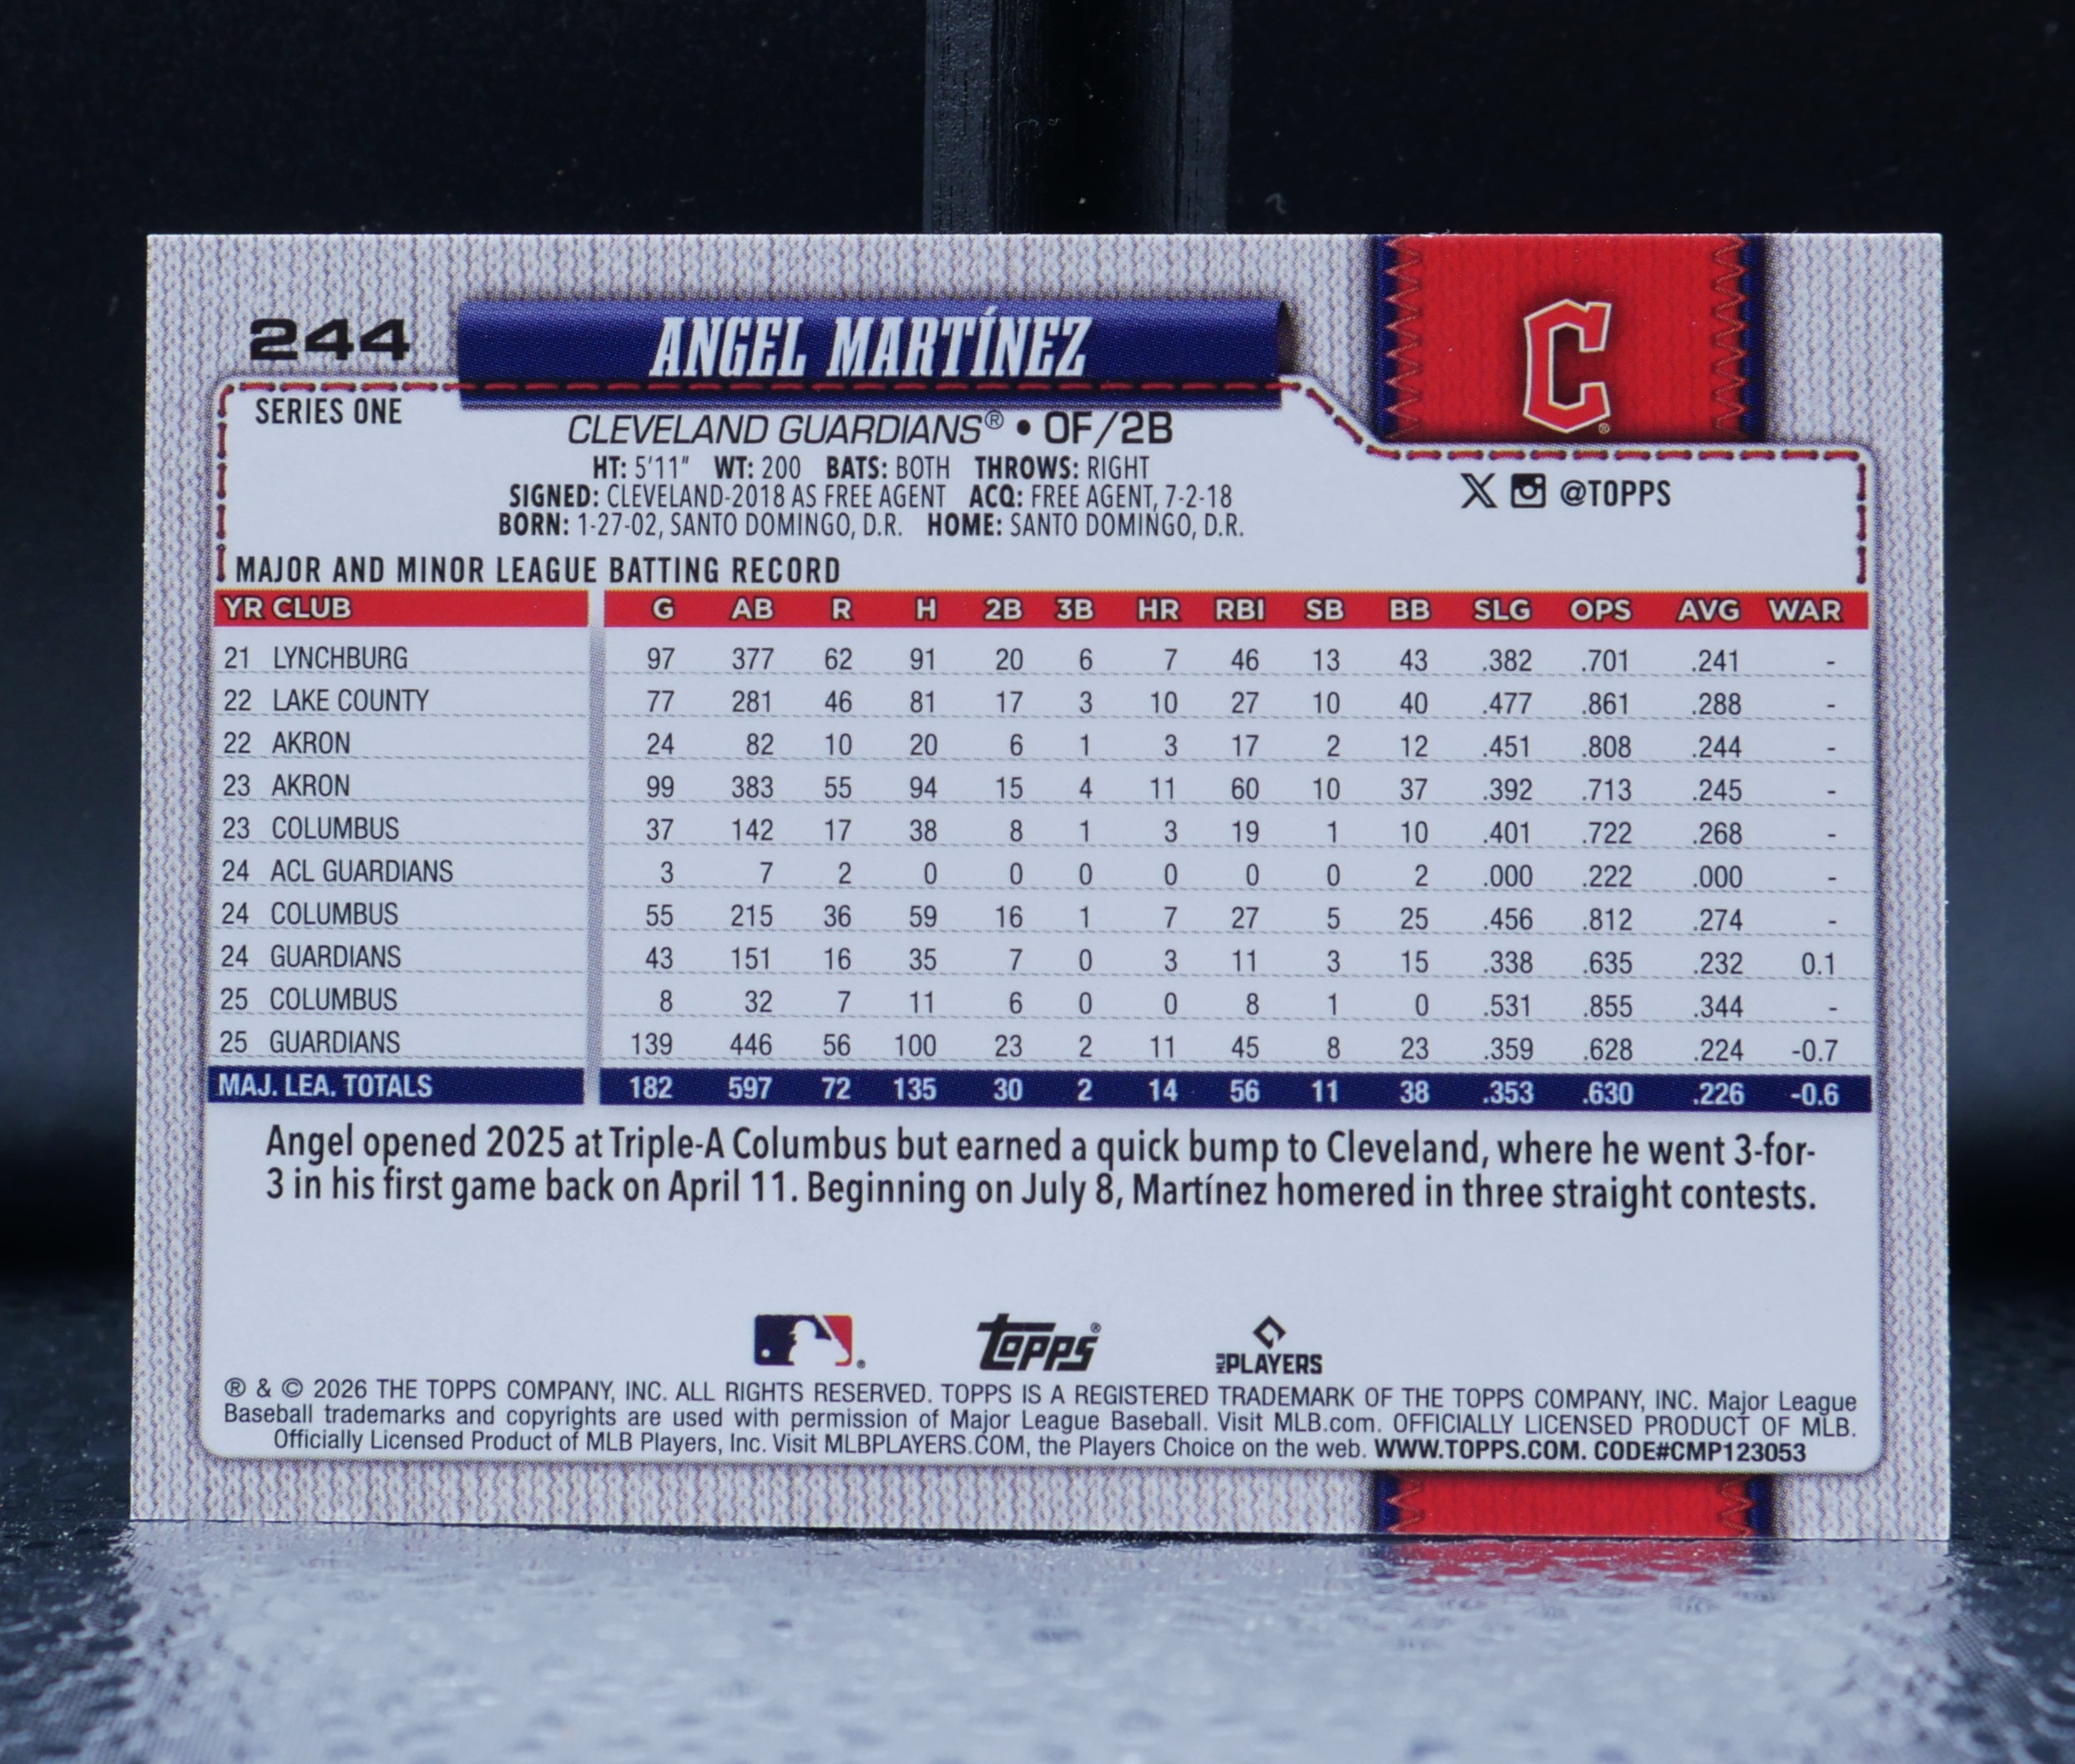 244
ANGEL MARTÍNEZ
C
®
SERIES ONE
CLEVELAND GUARDIANS® • OF/2B
HT: 5'11" WT: 200 BATS: BOTH THROWS: RIGHT
SIGNED: CLEVELAND-2018 AS FREE AGENT ACQ: FREE AGENT, 7-2-18
BORN: 1-27-02, SANTO DOMINGO, D.R. HOME: SANTO DOMINGO, D.R.
X @TOPPS
MAJOR AND MINOR LEAGUE BATTING RECORD
YR CLUB G AB R H 2B 3B HR RBI SB BB SLG OPS AVG WAR
21 LYNCHBURG 97 377 62 91 20 6 7 46 13 43 .382 .701 .241 -
22 LAKE COUNTY 77 281 46 81 17 3 10 27 10 40 .477 .861 .288 -
22 AKRON 24 82 10 20 6 1 3 17 2 12 .451 .808 .244 -
23 AKRON 99 383 55 94 15 4 11 60 10 37 .392 .713 .245 -
23 COLUMBUS 37 142 17 38 8 1 3 19 1 10 .401 .722 .268 -
24 ACL GUARDIANS 3 7 2 0 0 0 0 0 0 2 .000 .222 .000 -
24 COLUMBUS 55 215 36 59 16 1 7 27 5 25 .456 .812 .274 -
24 GUARDIANS 43 151 16 35 7 0 3 11 3 15 .338 .635 .232 0.1
25 COLUMBUS 8 32 7 11 6 0 0 8 1 0 .531 .855 .344 -
25 GUARDIANS 139 446 56 100 23 2 11 45 8 23 .359 .628 .224 -0.7
MAJ. LEA. TOTALS 182 597 72 135 30 2 14 56 11 38 .353 .630 .226 -0.6
Angel opened 2025 at Triple-A Columbus but earned a quick bump to Cleveland, where he went 3-for-
3 in his first game back on April 11. Beginning on July 8, Martínez homered in three straight contests.
® Topps® MLB PLAYERS
® & © 2026 THE TOPPS COMPANY, INC. ALL RIGHTS RESERVED. TOPPS IS A REGISTERED TRADEMARK OF THE TOPPS COMPANY, INC. Major League
Baseball trademarks and copyrights are used with permission of Major League Baseball. Visit MLB.com. OFFICIALLY LICENSED PRODUCT OF MLB.
Officially Licensed Product of MLB Players, Inc. Visit MLBPLAYERS.COM, the Players Choice on the web. WWW.TOPPS.COM. CODE#CMP123053